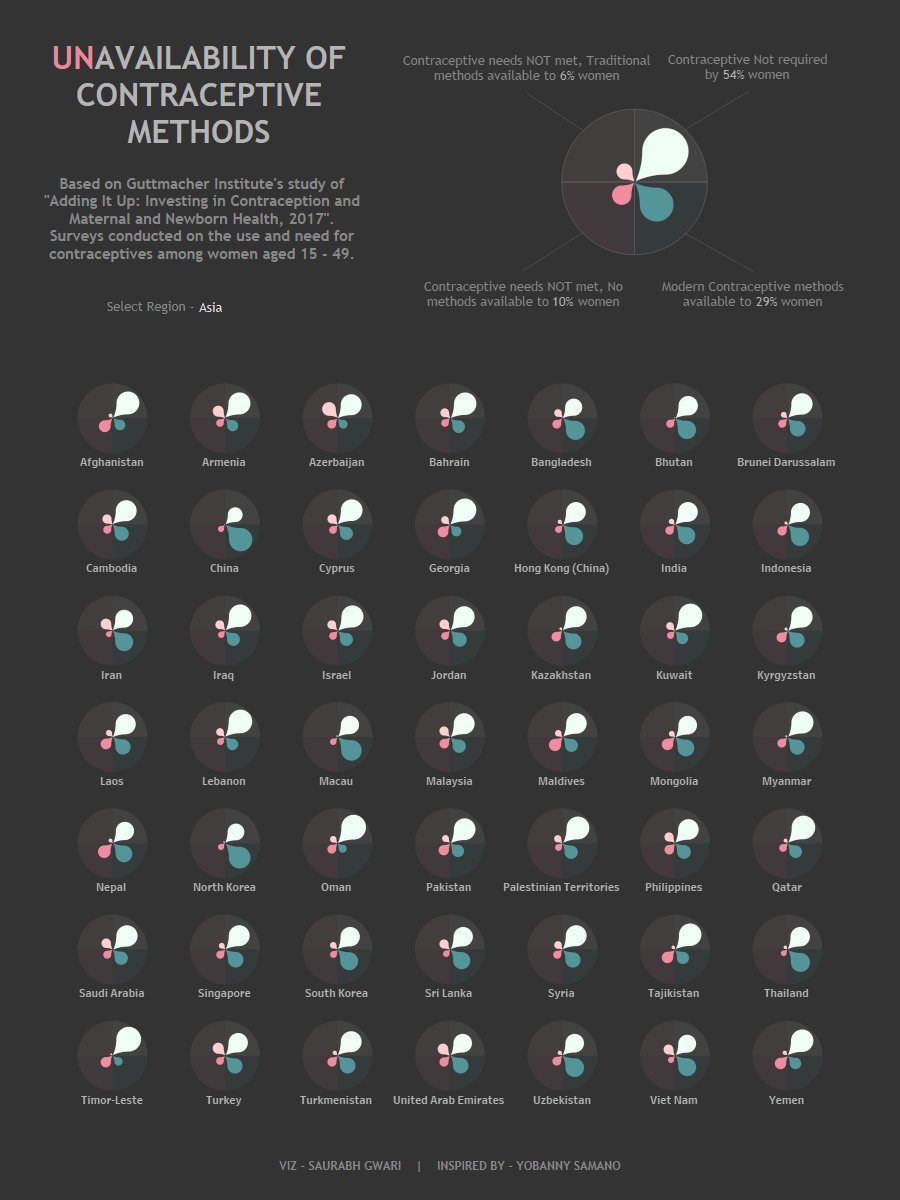 UNAVAILABILITY OF
CONTRACEPTIVE
METHODS
Based on Guttmacher Institute's study of
"Adding It Up: Investing in Contraception and
Maternal and Newborn Health, 2017".
Surveys conducted on the use and need for
contraceptives among women aged 15 - 49.
Select Region - Asia
Contraceptive needs NOT met, Traditional
methods available to 6% women
Contraceptive Not required
by 54% women
Contraceptive needs NOT met, No
methods available to 10% women
Modern Contraceptive methods
available to 29% women
Afghanistan Armenia Azerbaijan Bahrain Bangladesh Bhutan Brunei Darussalam
Cambodia China Cyprus Georgia Hong Kong (China) India Indonesia
Iran Iraq Israel Jordan Kazakhstan Kuwait Kyrgyzstan
Laos Lebanon Macau Malaysia Maldives Mongolia Myanmar
Nepal North Korea Oman Pakistan Palestinian Territories Philippines Qatar
Saudi Arabia Singapore South Korea Sri Lanka Syria Tajikistan Thailand
Timor-Leste Turkey Turkmenistan United Arab Emirates Uzbekistan Viet Nam Yemen
VIZ - SAURABH GWARI | INSPIRED BY - YOBANNY SAMANO